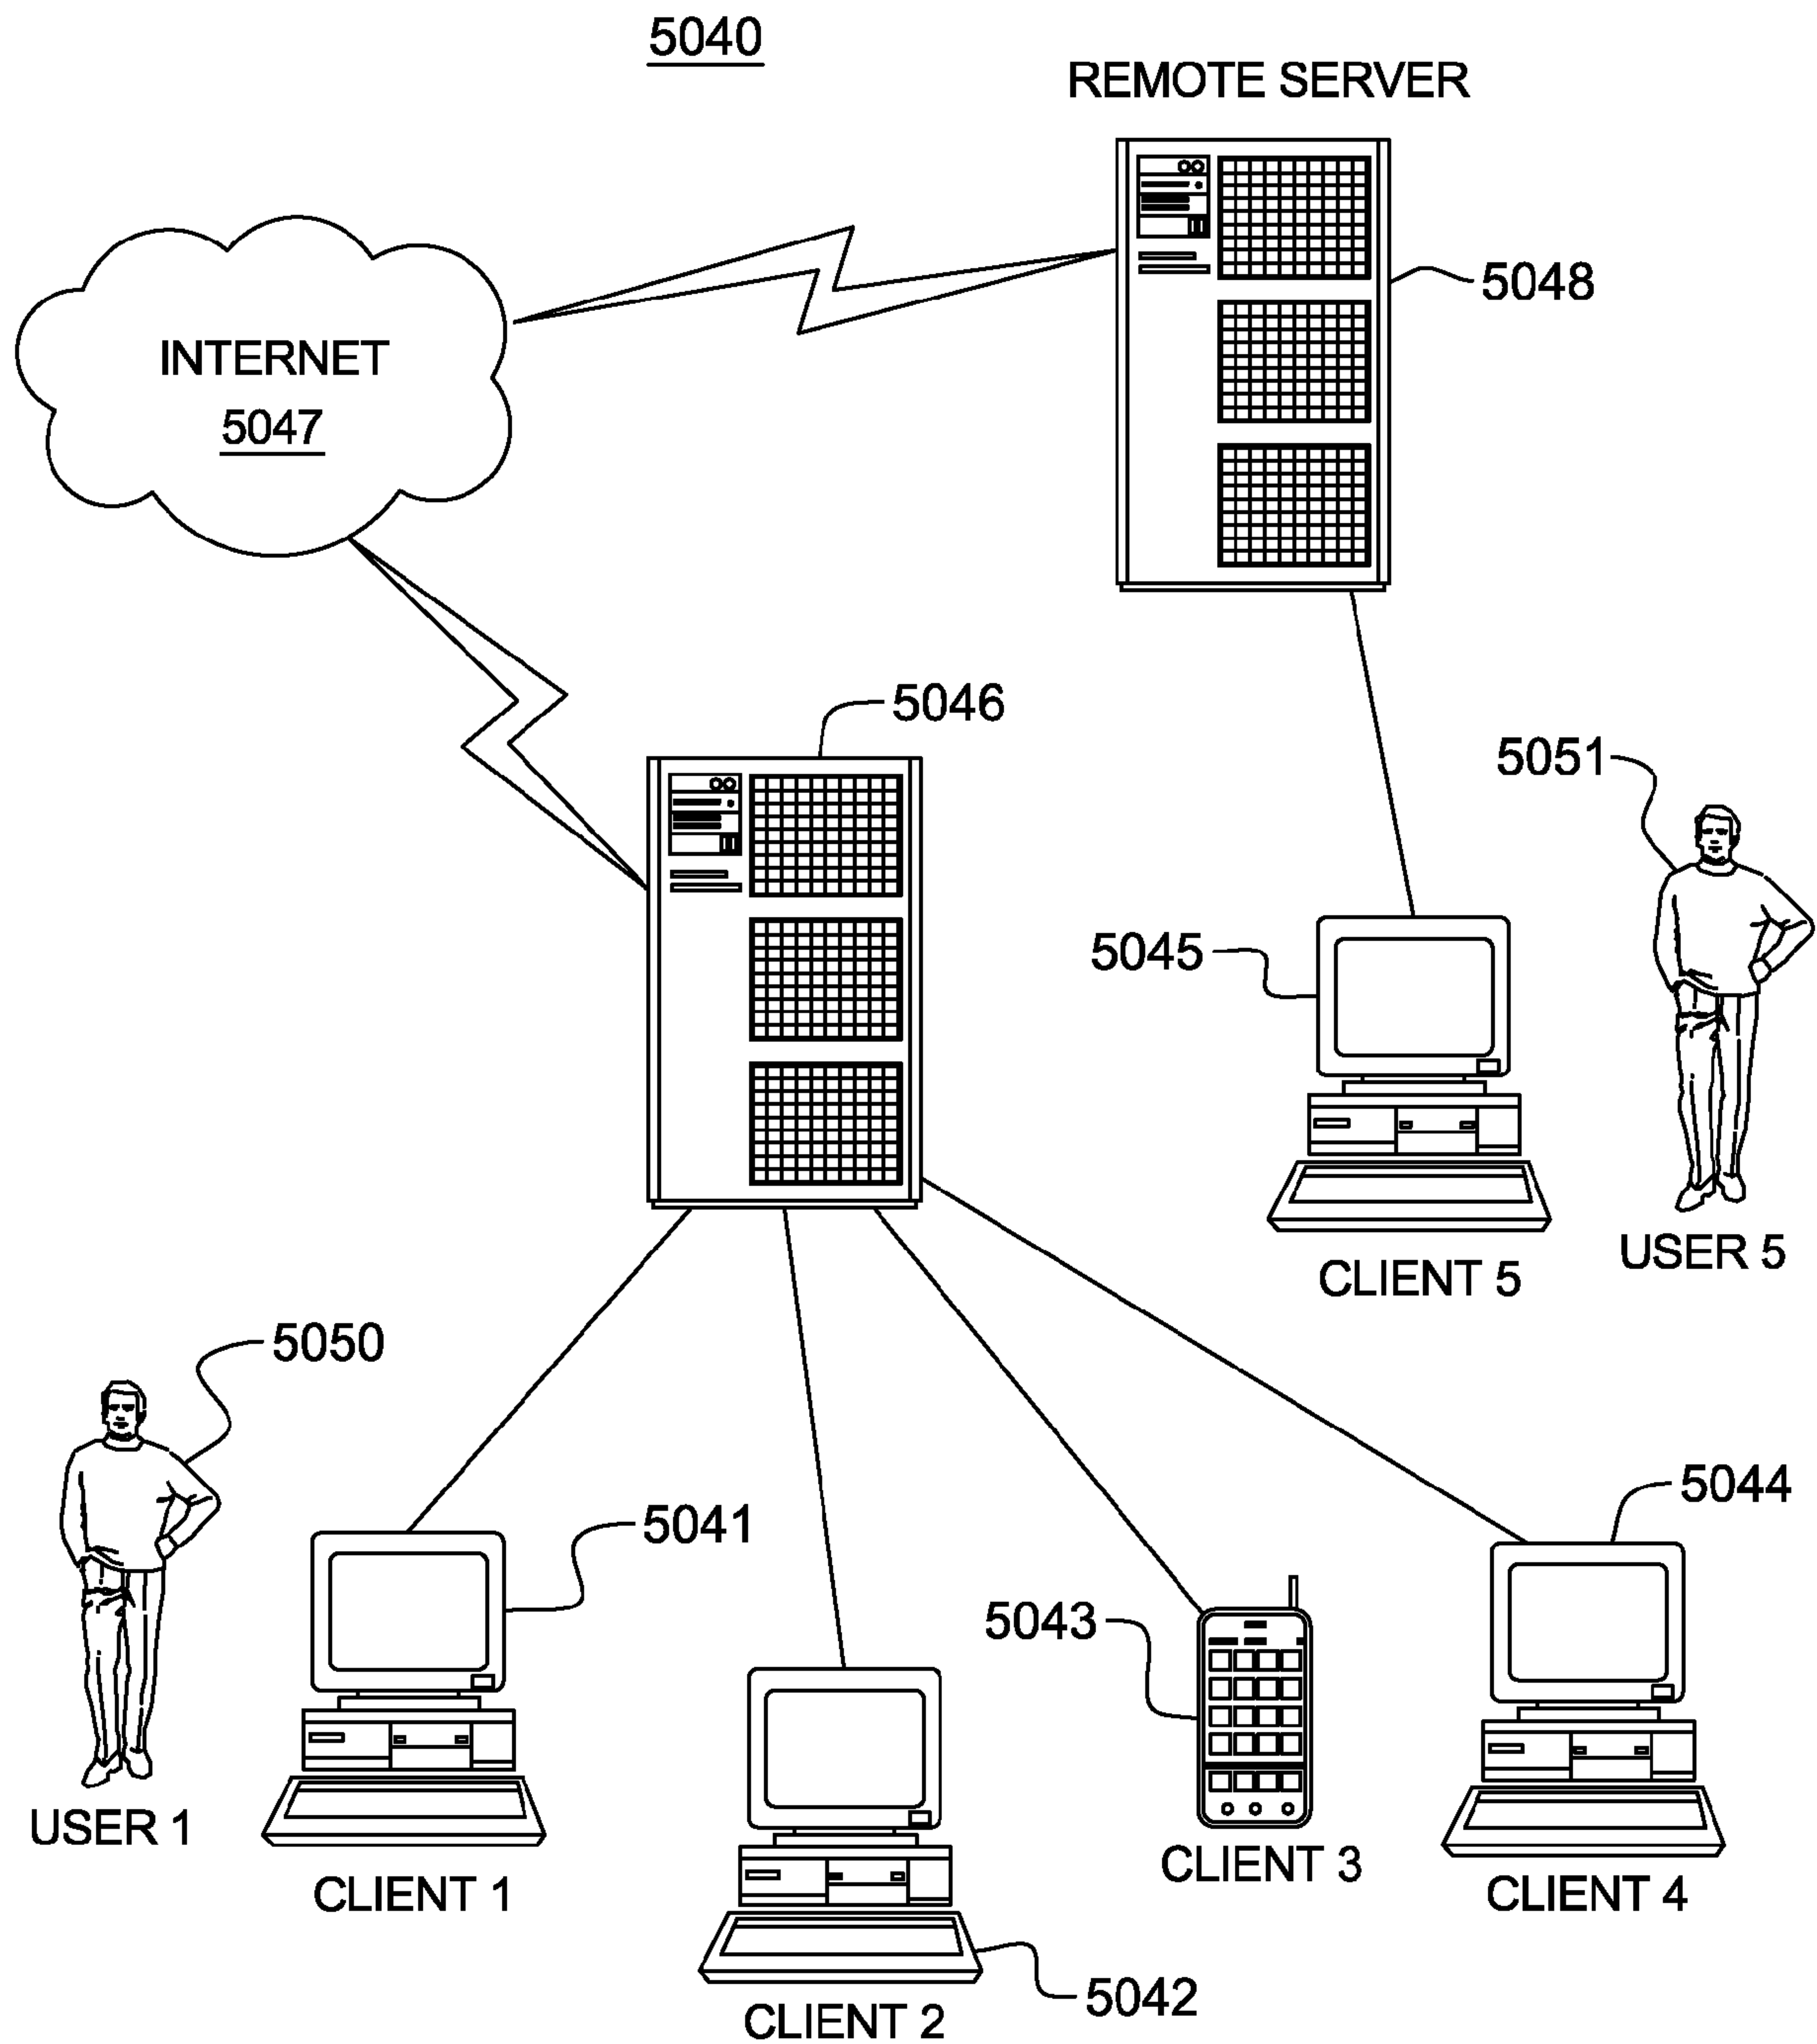 5040
REMOTE SERVER
5048
INTERNET
5047
5046
5051
5045
USER 5
CLIENT 5
5050
5044
5041
5043
USER 1
CLIENT 3
CLIENT 1
CLIENT 4
5042
CLIENT 2